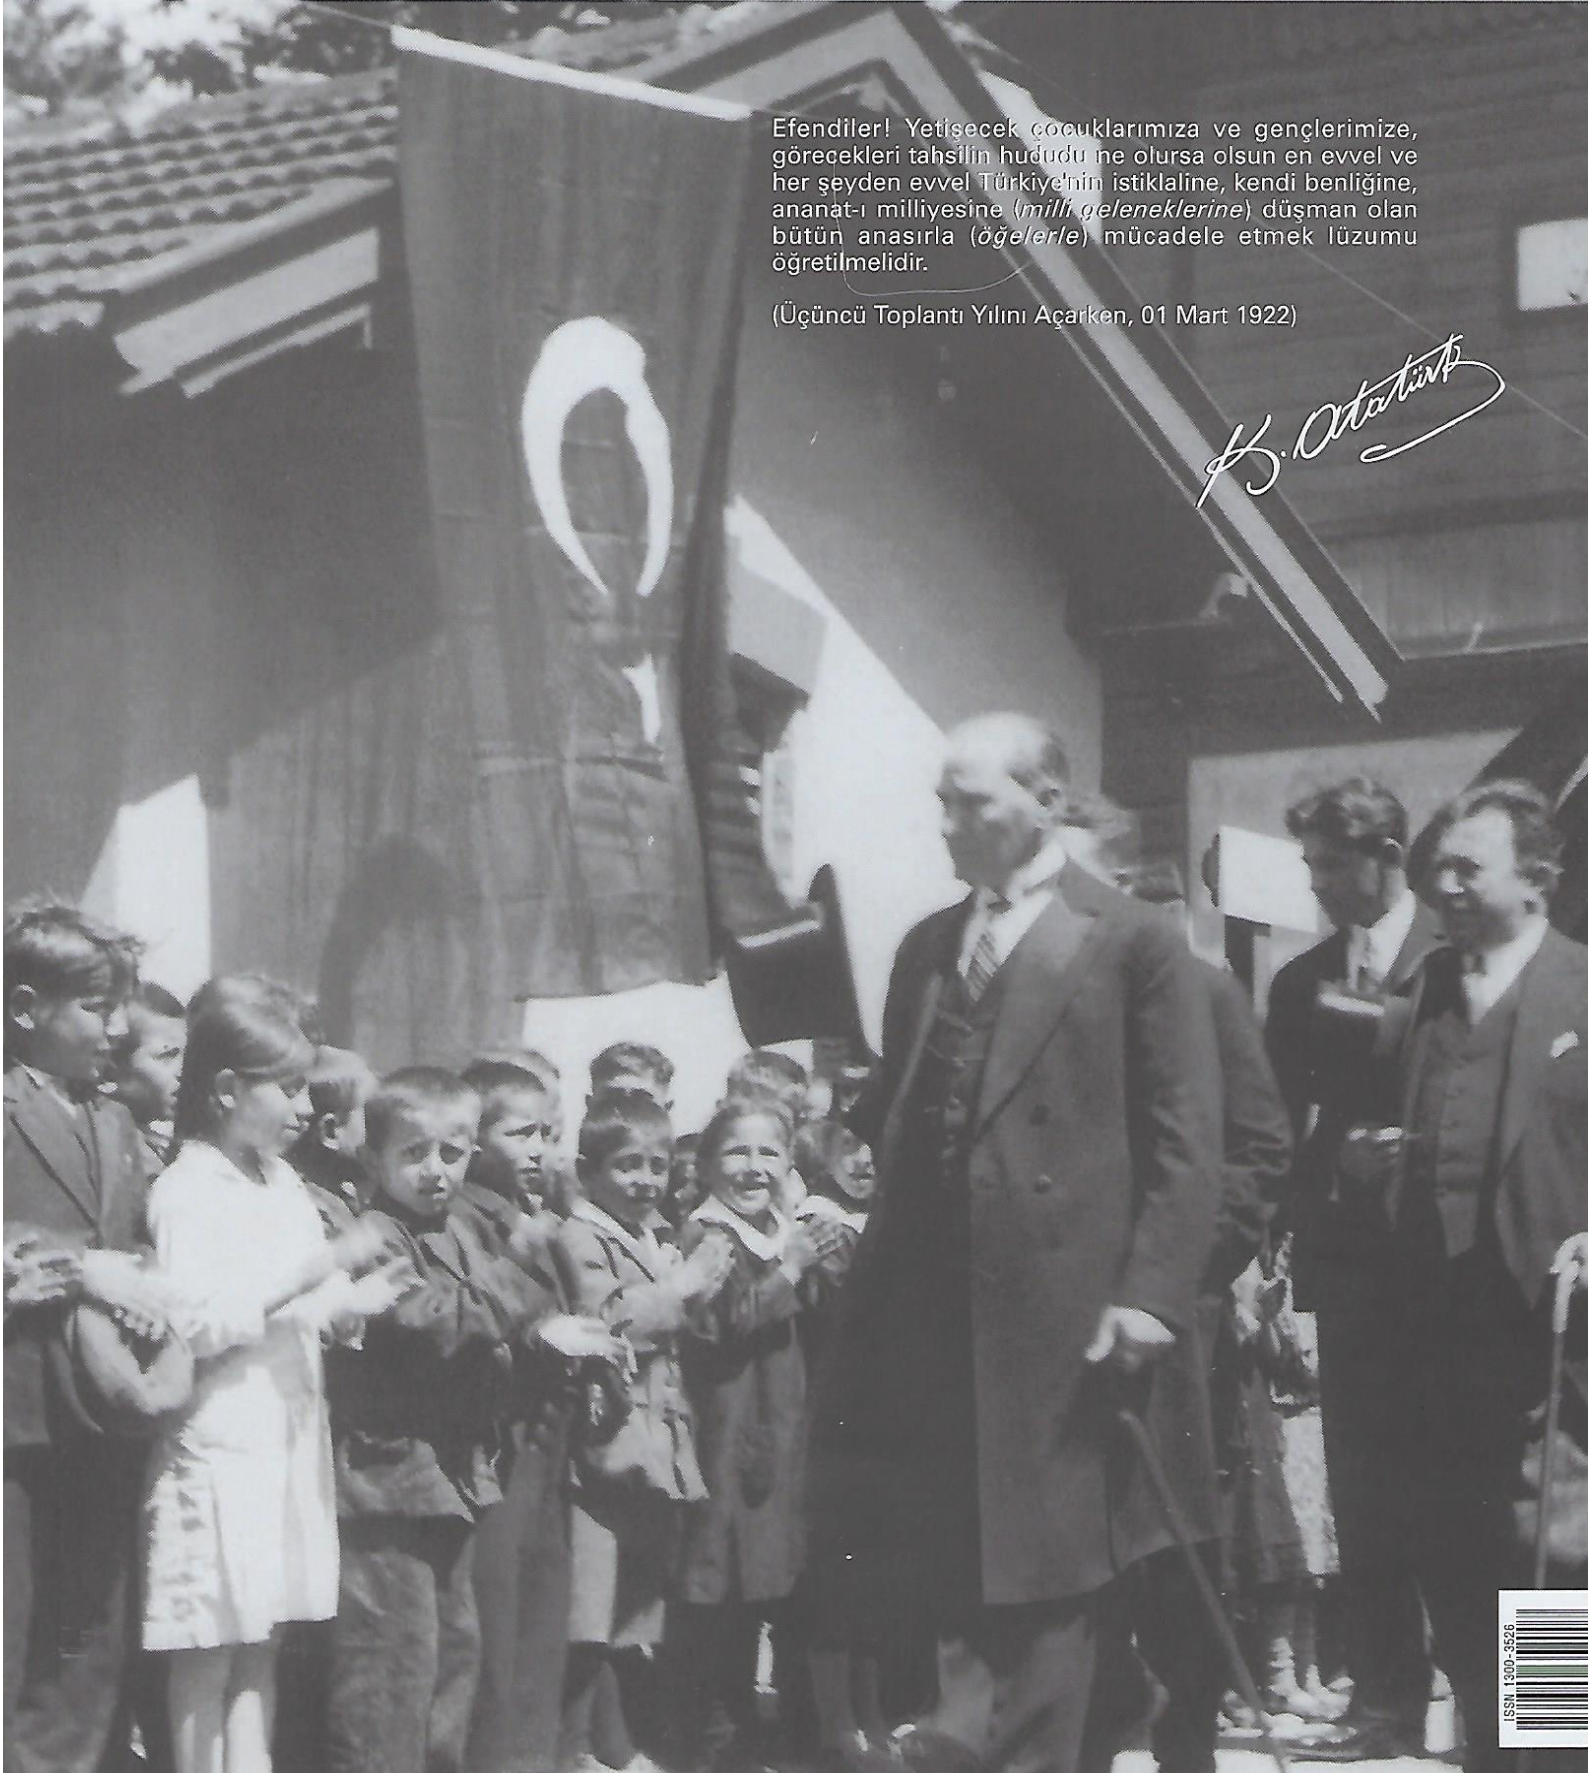 Efendiler! Yetişecek çocuklarımıza ve gençlerimize,
görecekleri tahsilin hududu ne olursa olsun en evvel ve
her şeyden evvel Türkiye'nin istiklaline, kendi benliğine,
ananat-ı milliyesine (milli geleneklerine) düşman olan
bütün anasırla (öğelerle) mücadele etmek lüzumu
öğretilmelidir.
(Üçüncü Toplantı Yılını Açarken, 01 Mart 1922)
K. Atatürk
ISSN 1300-3526